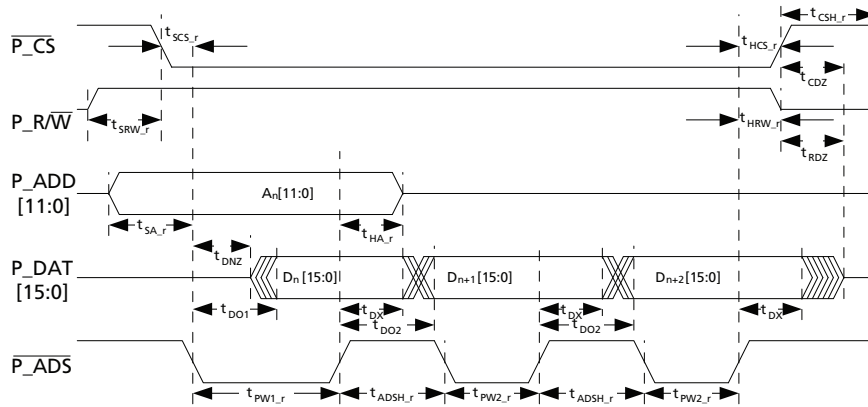 t_CSH_r
t_SCS_r
P_CS
t_HCS_r
t_CDZ
P_R/W
t_SRW_r
t_HRW_r
t_RDZ
P_ADD
[11:0]
A_n[11:0]
t_SA_r
t_HA_r
t_DNZ
P_DAT
[15:0]
D_n [15:0]
D_n+1 [15:0]
D_n+2 [15:0]
t_DO1
t_DX
t_DX
t_DX
t_DO2
t_DO2
P_ADS
t_PW1_r
t_ADSH_r
t_PW2_r
t_ADSH_r
t_PW2_r